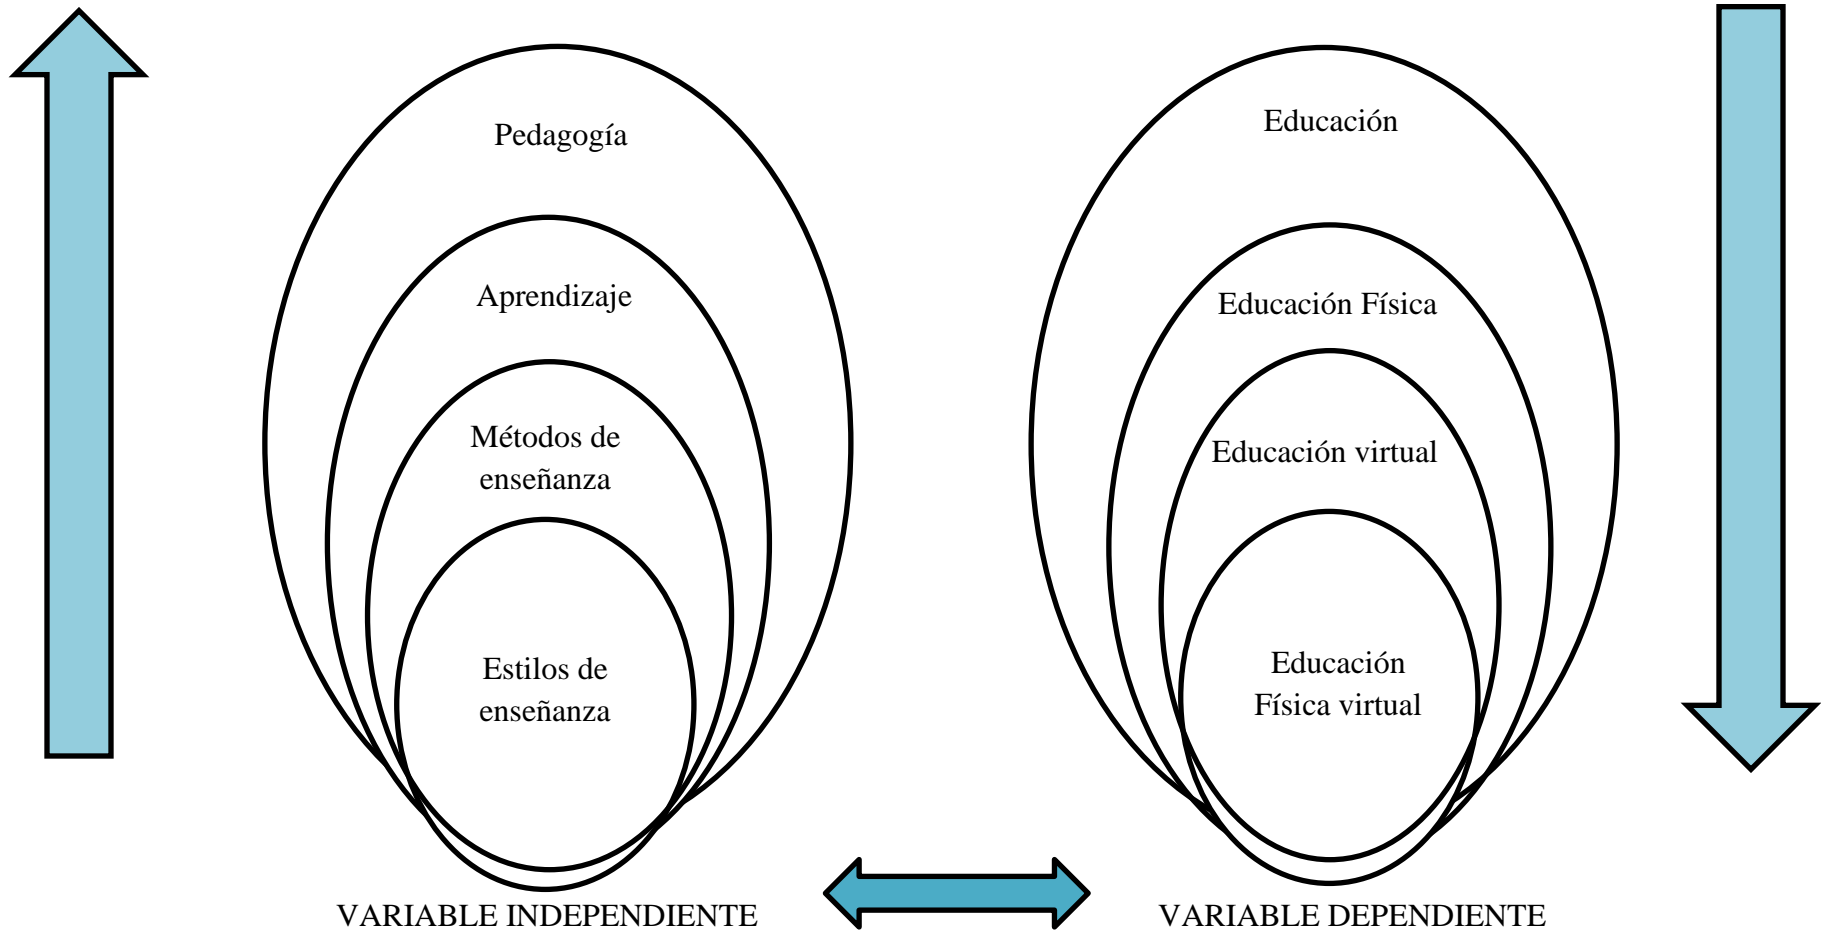 Pedagogía
Aprendizaje
Métodos de
enseñanza
Estilos de
enseñanza
VARIABLE INDEPENDIENTE
Educación
Educación Física
Educación virtual
Educación
Física virtual
VARIABLE DEPENDIENTE